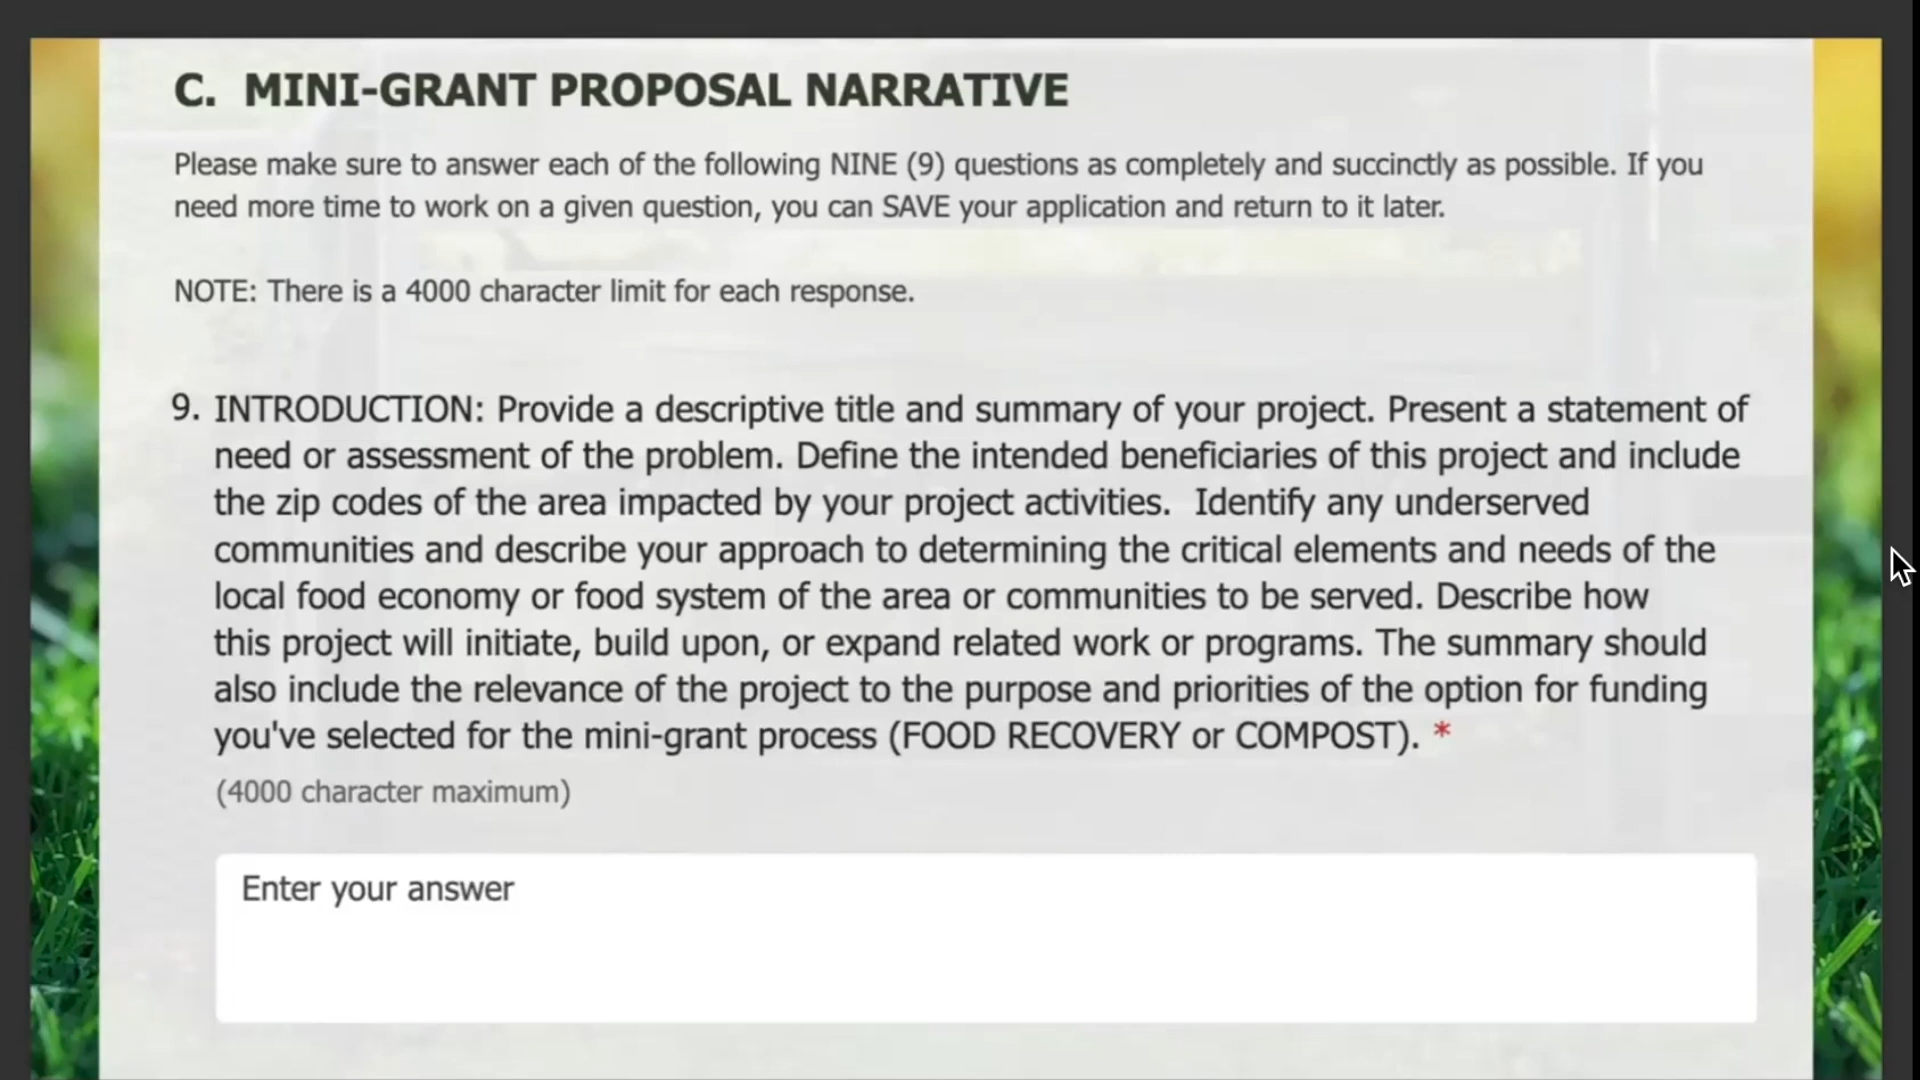 C. MINI-GRANT PROPOSAL NARRATIVE
Please make sure to answer each of the following NINE (9) questions as completely and succinctly as possible. If you
need more time to work on a given question, you can SAVE your application and return to it later.
NOTE: There is a 4000 character limit for each response.
9. INTRODUCTION: Provide a descriptive title and summary of your project. Present a statement of
need or assessment of the problem. Define the intended beneficiaries of this project and include
the zip codes of the area impacted by your project activities. Identify any underserved
communities and describe your approach to determining the critical elements and needs of the
local food economy or food system of the area or communities to be served. Describe how
this project will initiate, build upon, or expand related work or programs. The summary should
also include the relevance of the project to the purpose and priorities of the option for funding
you've selected for the mini-grant process (FOOD RECOVERY or COMPOST). *
(4000 character maximum)
Enter your answer